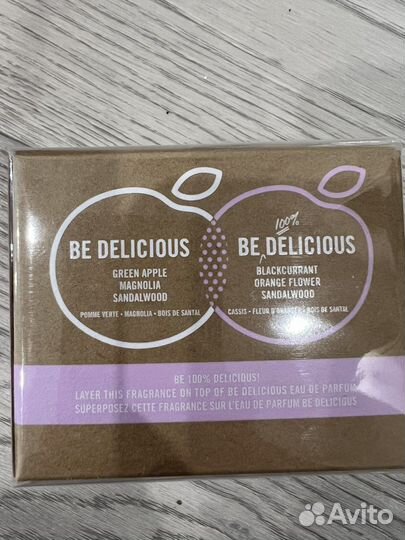 BE DELICIOUS
GREEN APPLE
MAGNOLIA
SANDALWOOD
POMME VERTE • MAGNOLIA • BOIS DE SANTAL
100%
BE DELICIOUS
BLACKCURRANT
ORANGE FLOWER
SANDALWOOD
CASSIS • FLEUR D'ORANGER • BOIS DE SANTAL
BE 100% DELICIOUS!
LAYER THIS FRAGRANCE ON TOP OF BE DELICIOUS EAU DE PARFUM
SUPERPOSEZ CETTE FRAGRANCE SUR L'EAU DE PARFUM BE DELICIOUS
Avito